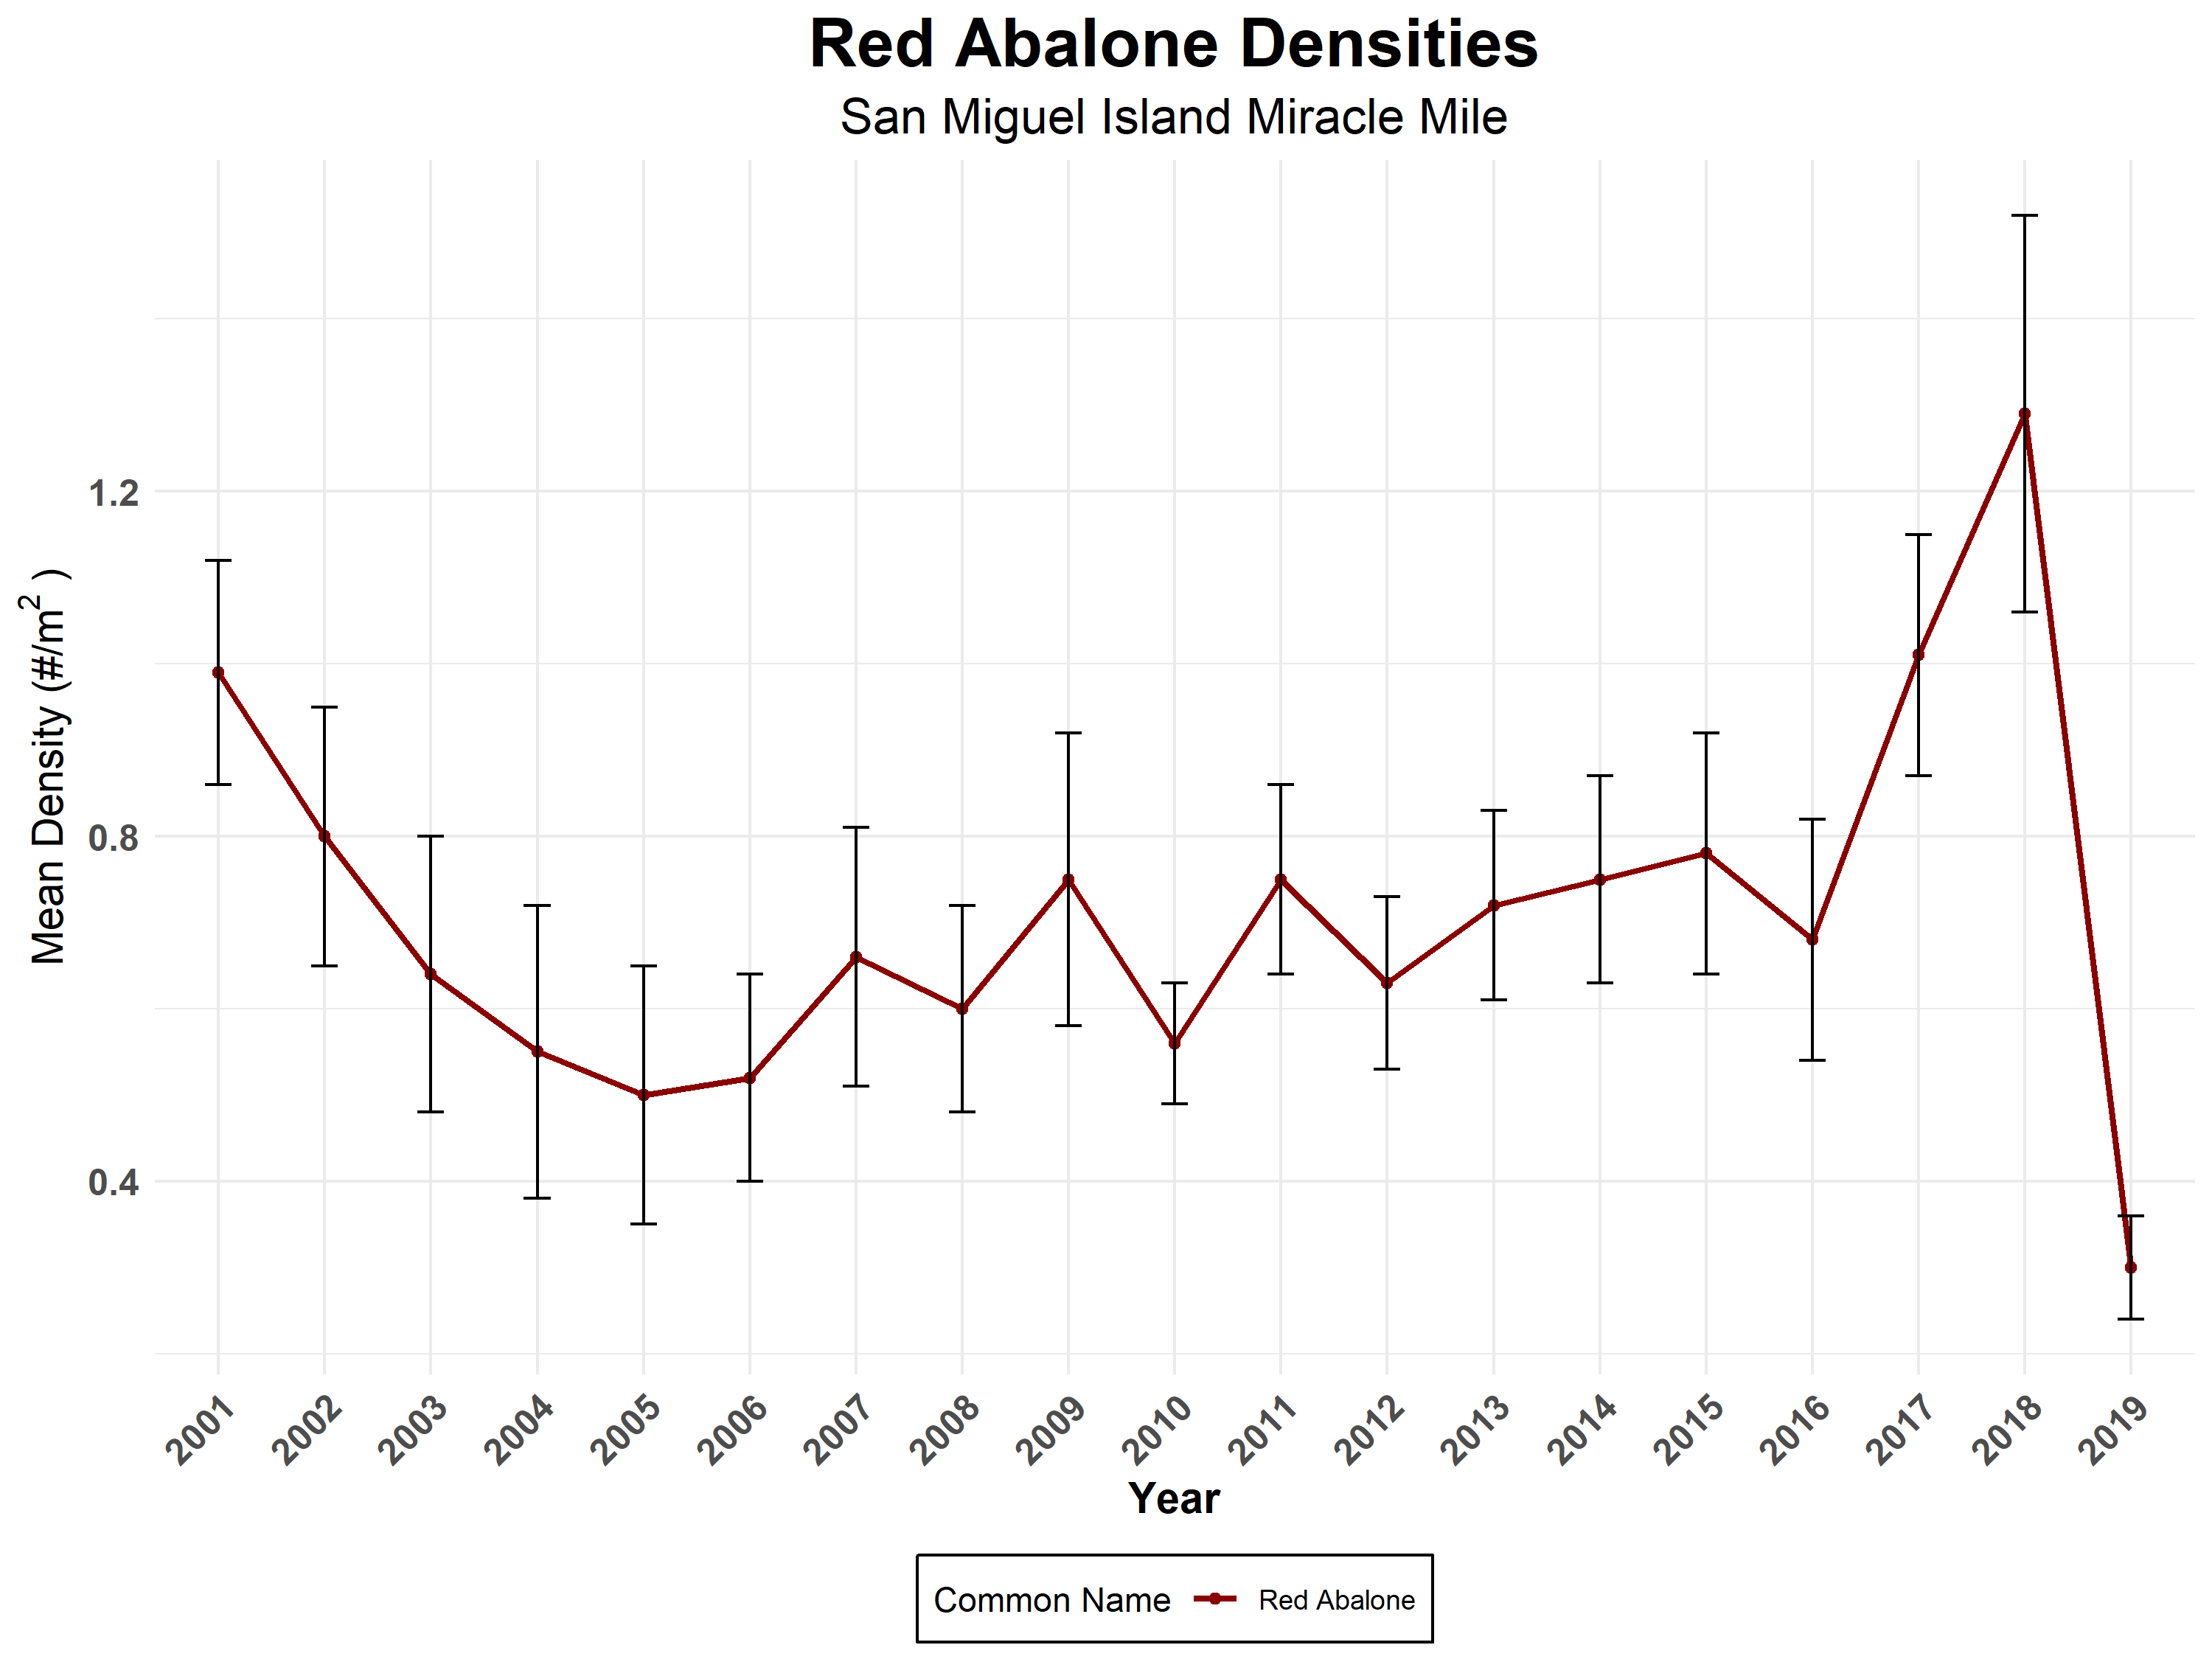 Red Abalone Densities
San Miguel Island Miracle Mile
Mean Density (#/m² )
1.2
0.8
0.4
2001 2002 2003 2004 2005 2006 2007 2008 2009 2010 2011 2012 2013 2014 2015 2016 2017 2018 2019
Year
Common Name Red Abalone